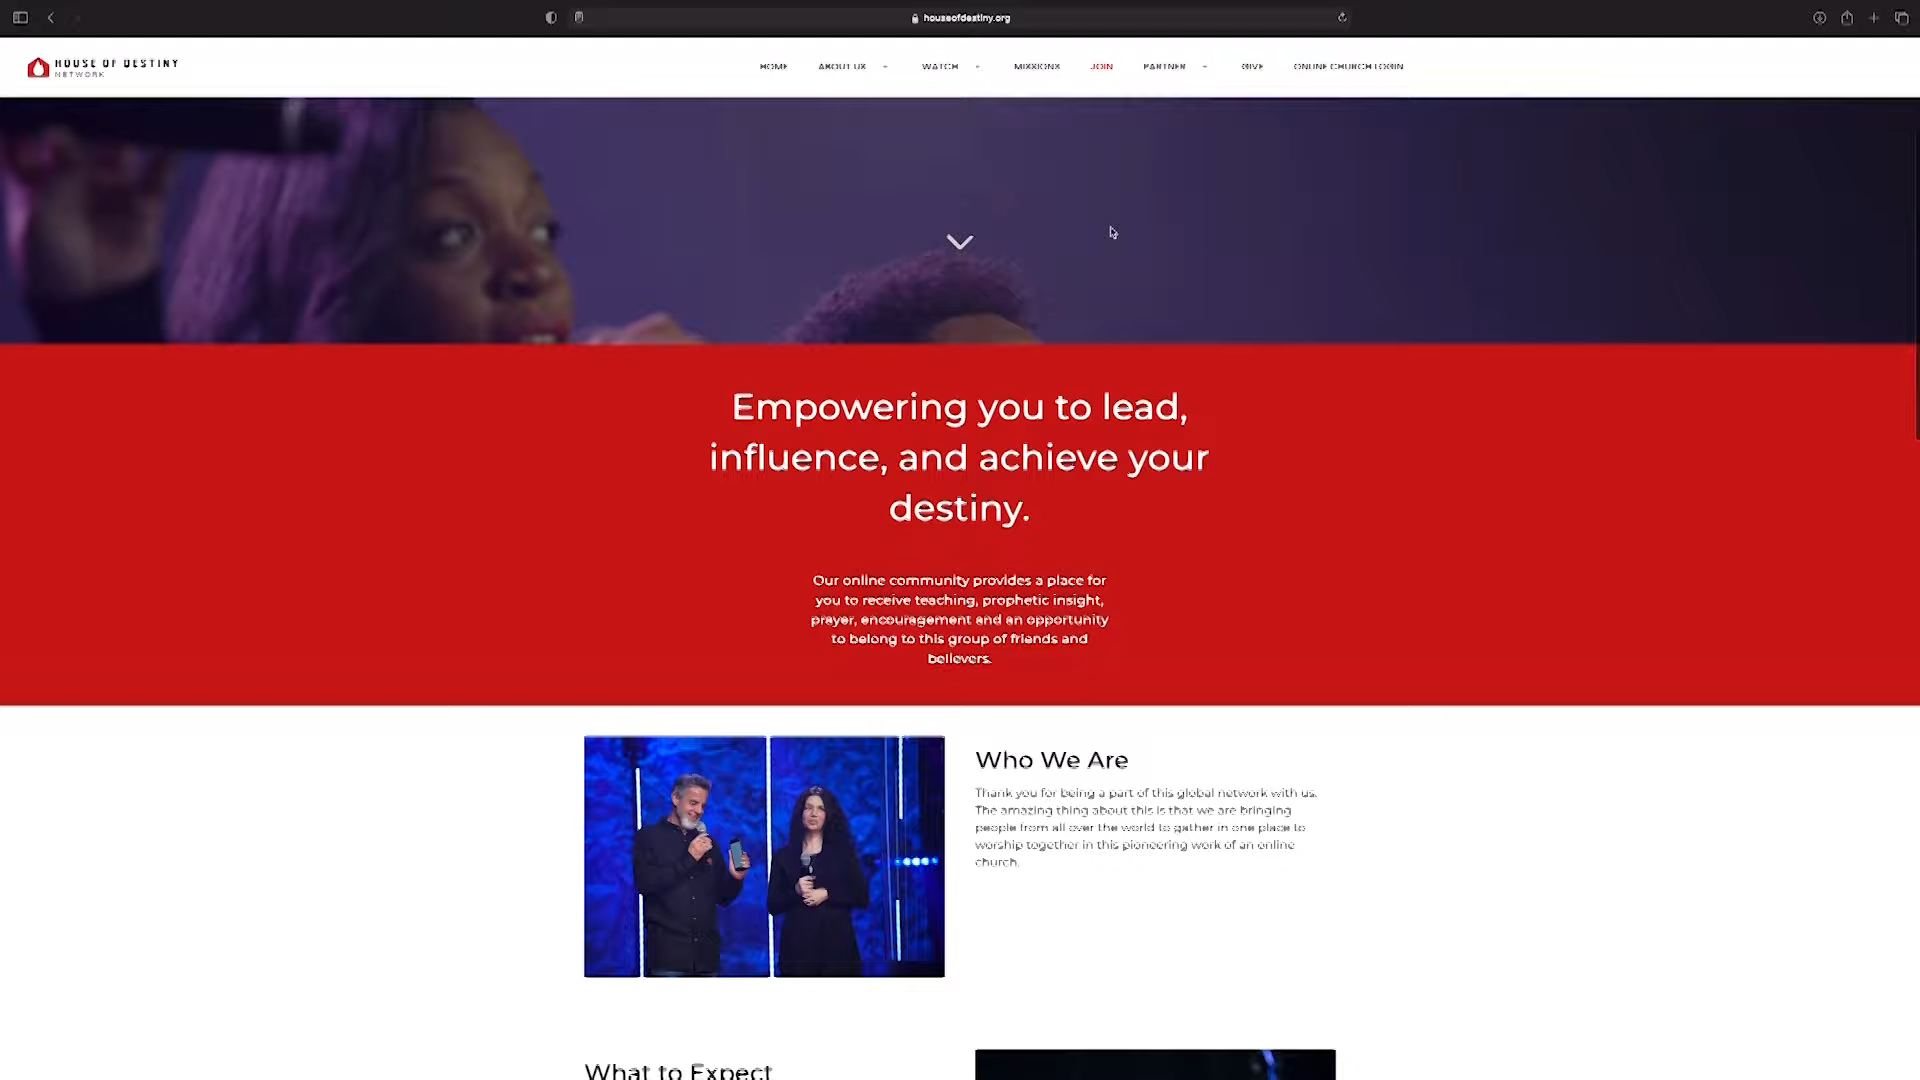 houseofdestiny.org
HOUSE OF DESTINY
NETWORK
HOME ABOUT US WATCH MISSIONS JOIN PARTNER GIVE ONLINE CHURCH LOGIN
Empowering you to lead,
influence, and achieve your
destiny.
Our online community provides a place for
you to receive teaching, prophetic insight,
prayer, encouragement and an opportunity
to belong to this group of friends and
believers.
Who We Are
Thank you for being a part of this global network with us.
The amazing thing about this is that we are bringing
people from all over the world to gather in one place to
worship together in this pioneering work of an online
church.
What to Expect